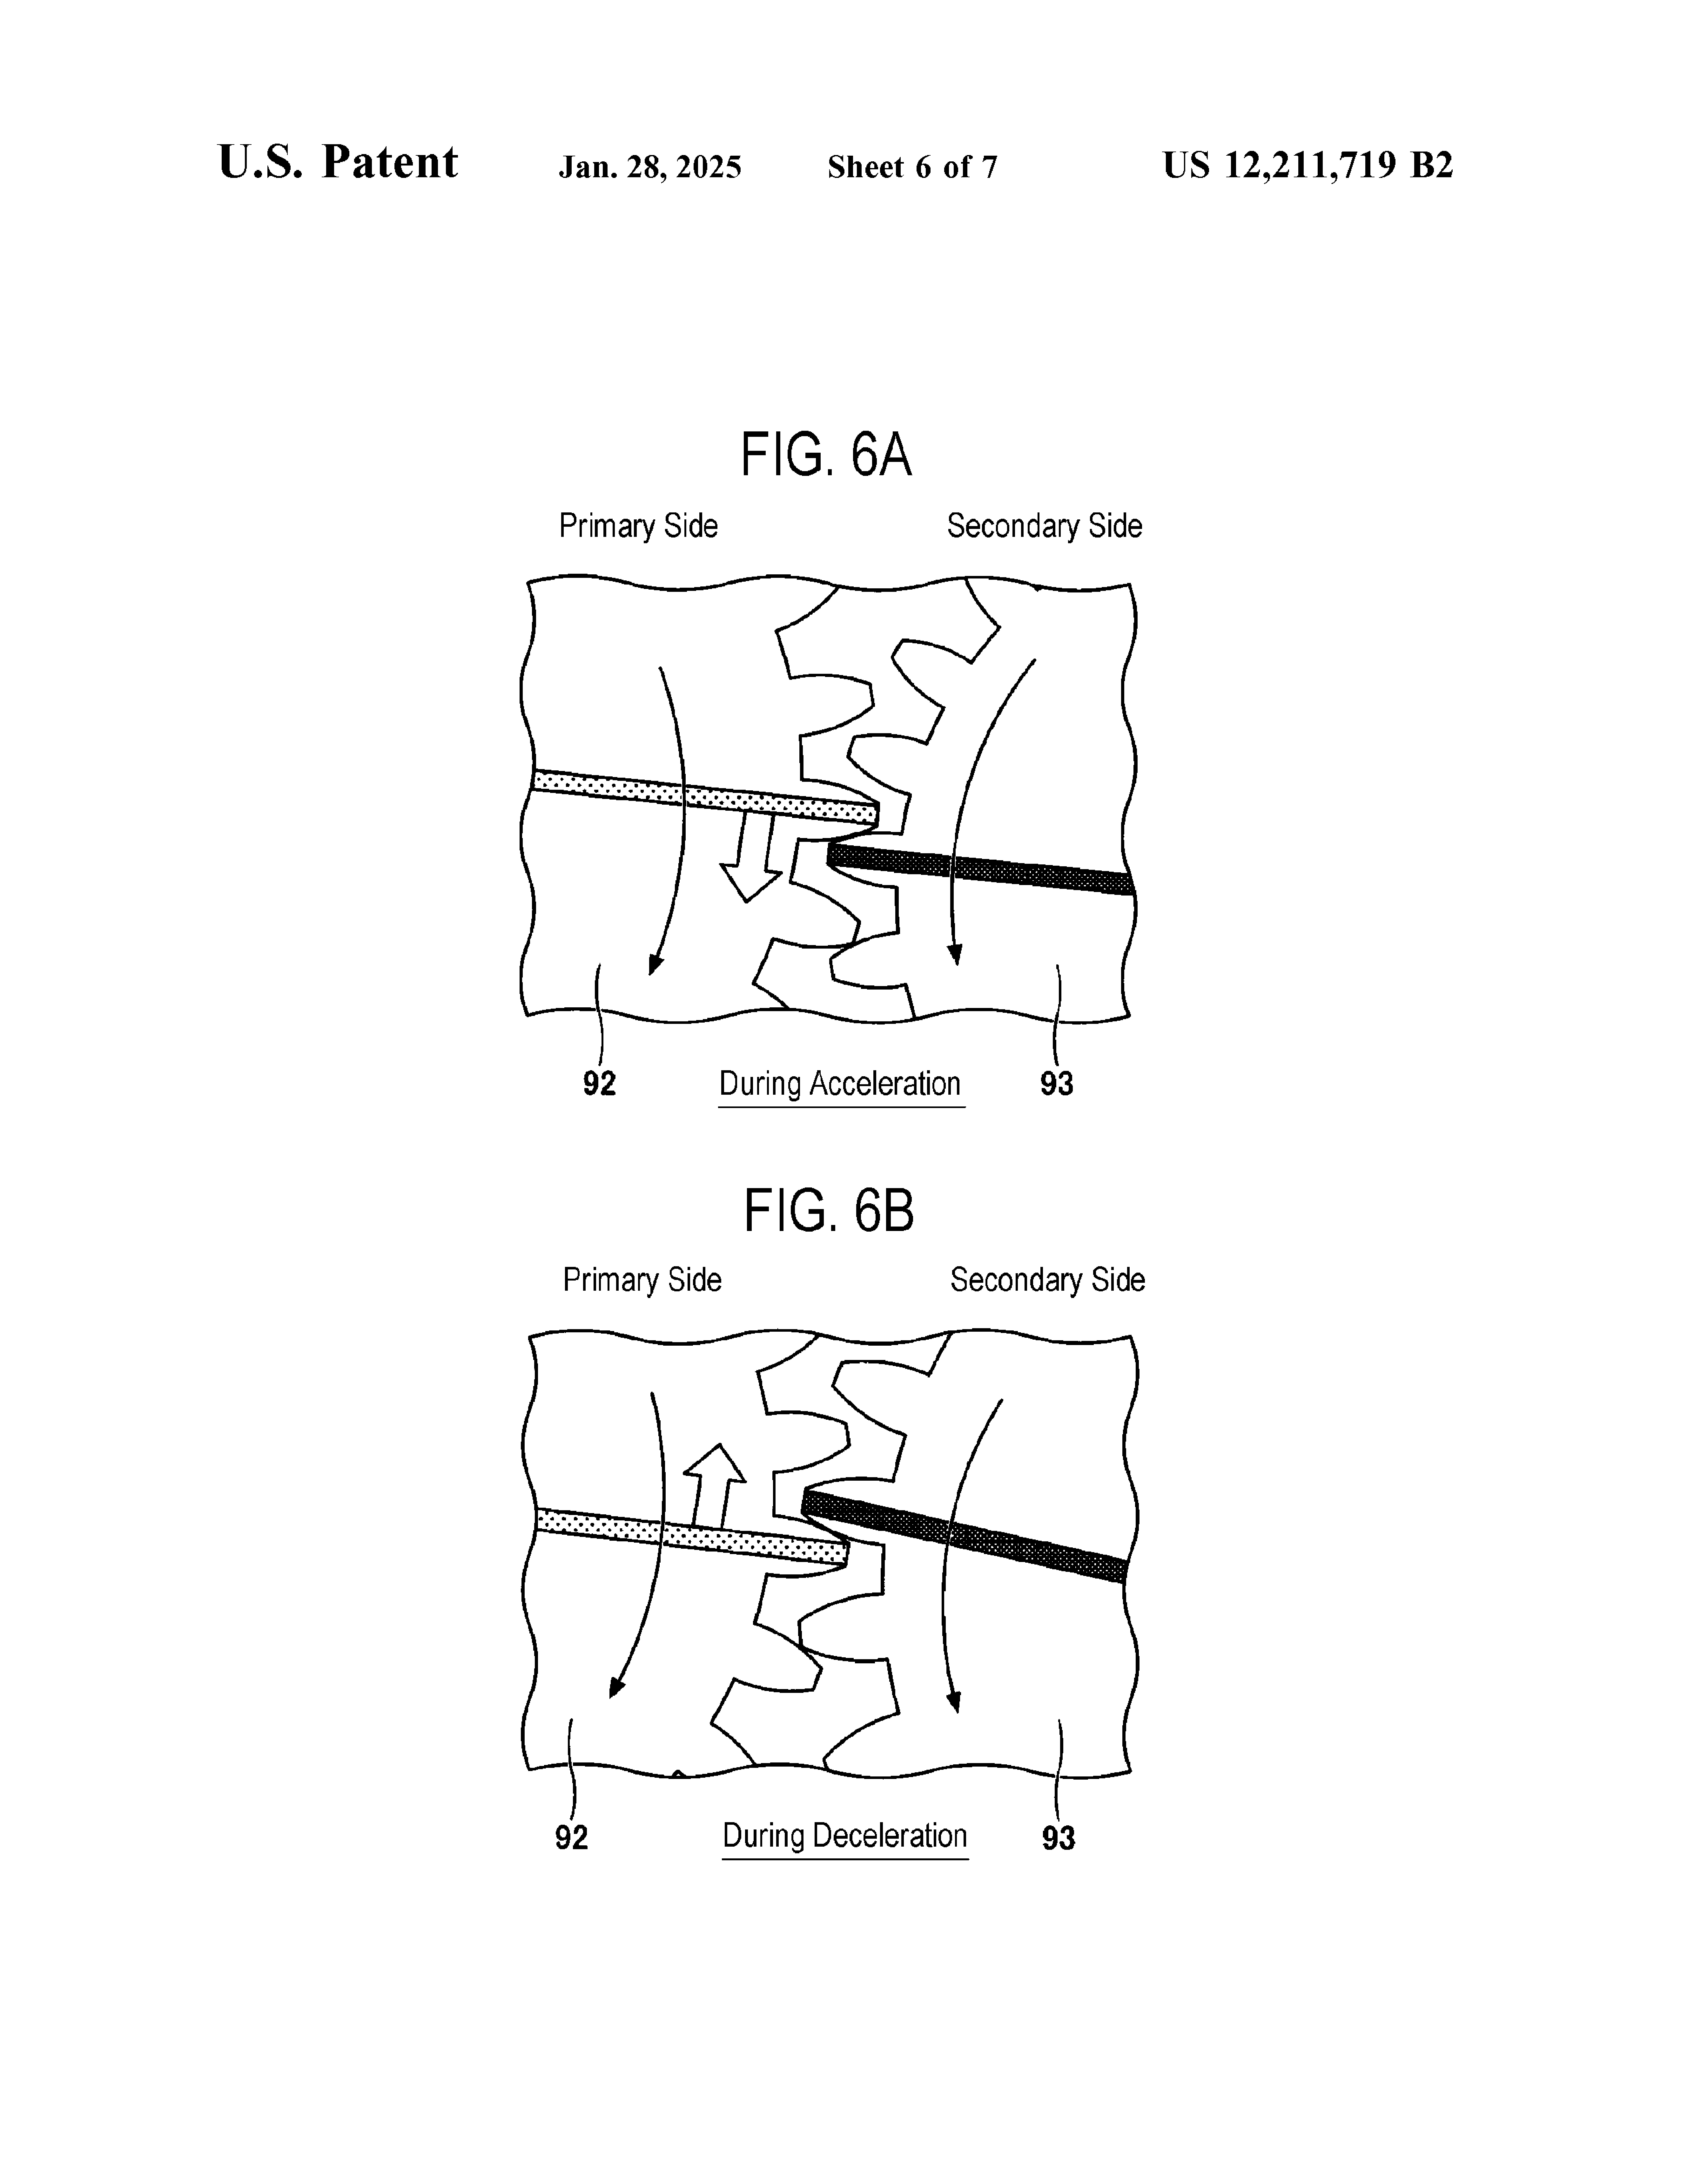 U.S. Patent Jan. 28, 2025 Sheet 6 of 7 US 12,211,719 B2
FIG. 6A
Primary Side Secondary Side
92 During Acceleration 93
FIG. 6B
Primary Side Secondary Side
92 During Deceleration 93